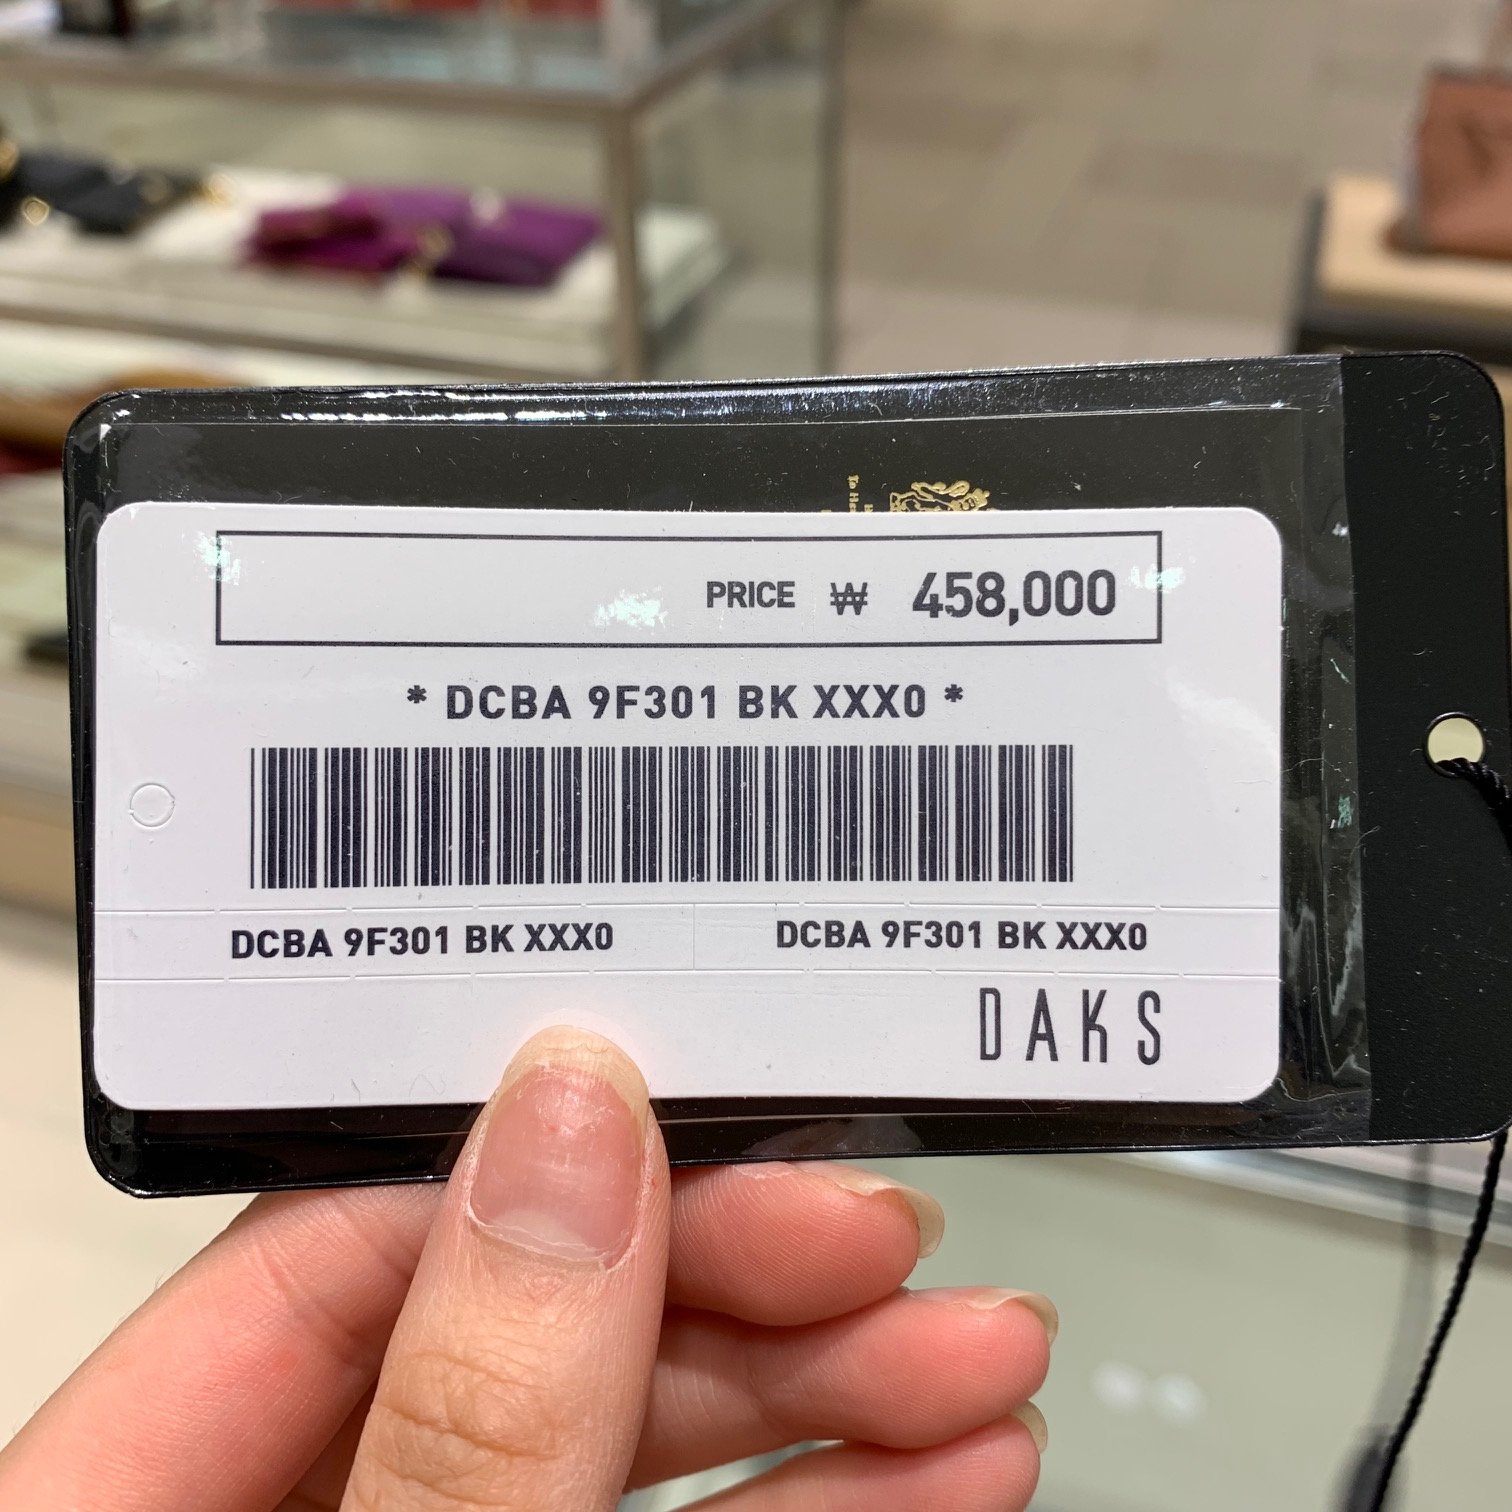 PRICE ₩ 458,000
* DCBA 9F301 BK XXX0 *
DCBA 9F301 BK XXX0 DCBA 9F301 BK XXX0
DAKS